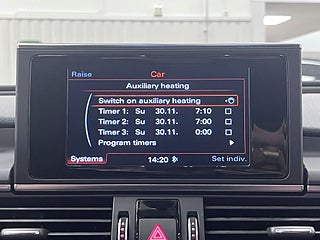 Raise Car
Auxiliary heating
Switch on auxiliary heating
Timer 1: Su 30.11. 7:10
Timer 2: Su 30.11. 7:00
Timer 3: Su 30.11. 0:00
Program timers
Systems 14:20 Set indiv.